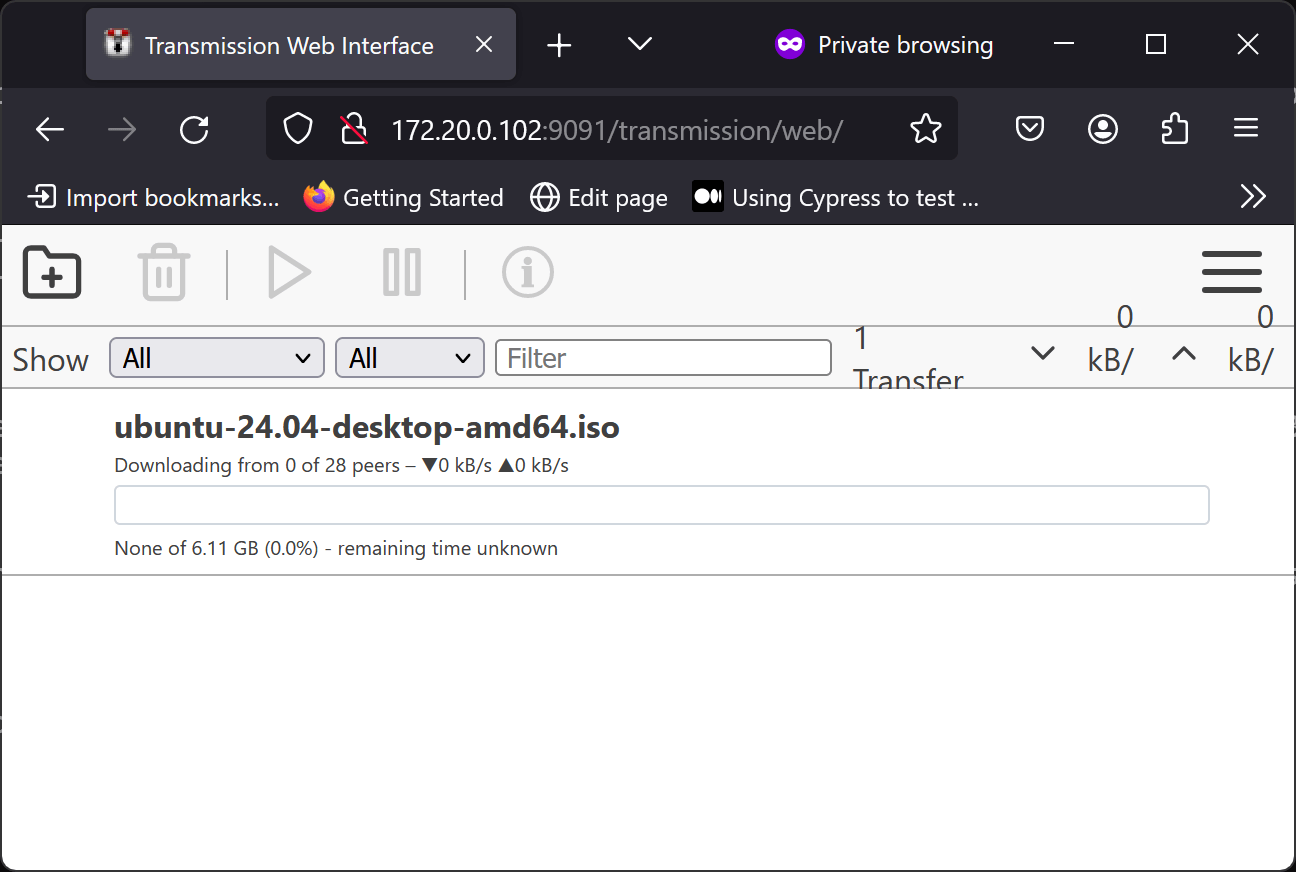 Transmission Web Interface
Private browsing
172.20.0.102:9091/transmission/web/
Import bookmarks...
Getting Started
Edit page
Using Cypress to test ...
Show
All
All
Filter
1
Transfer
0
kB/
0
kB/
ubuntu-24.04-desktop-amd64.iso
Downloading from 0 of 28 peers – ▼0 kB/s ▲0 kB/s
None of 6.11 GB (0.0%) - remaining time unknown